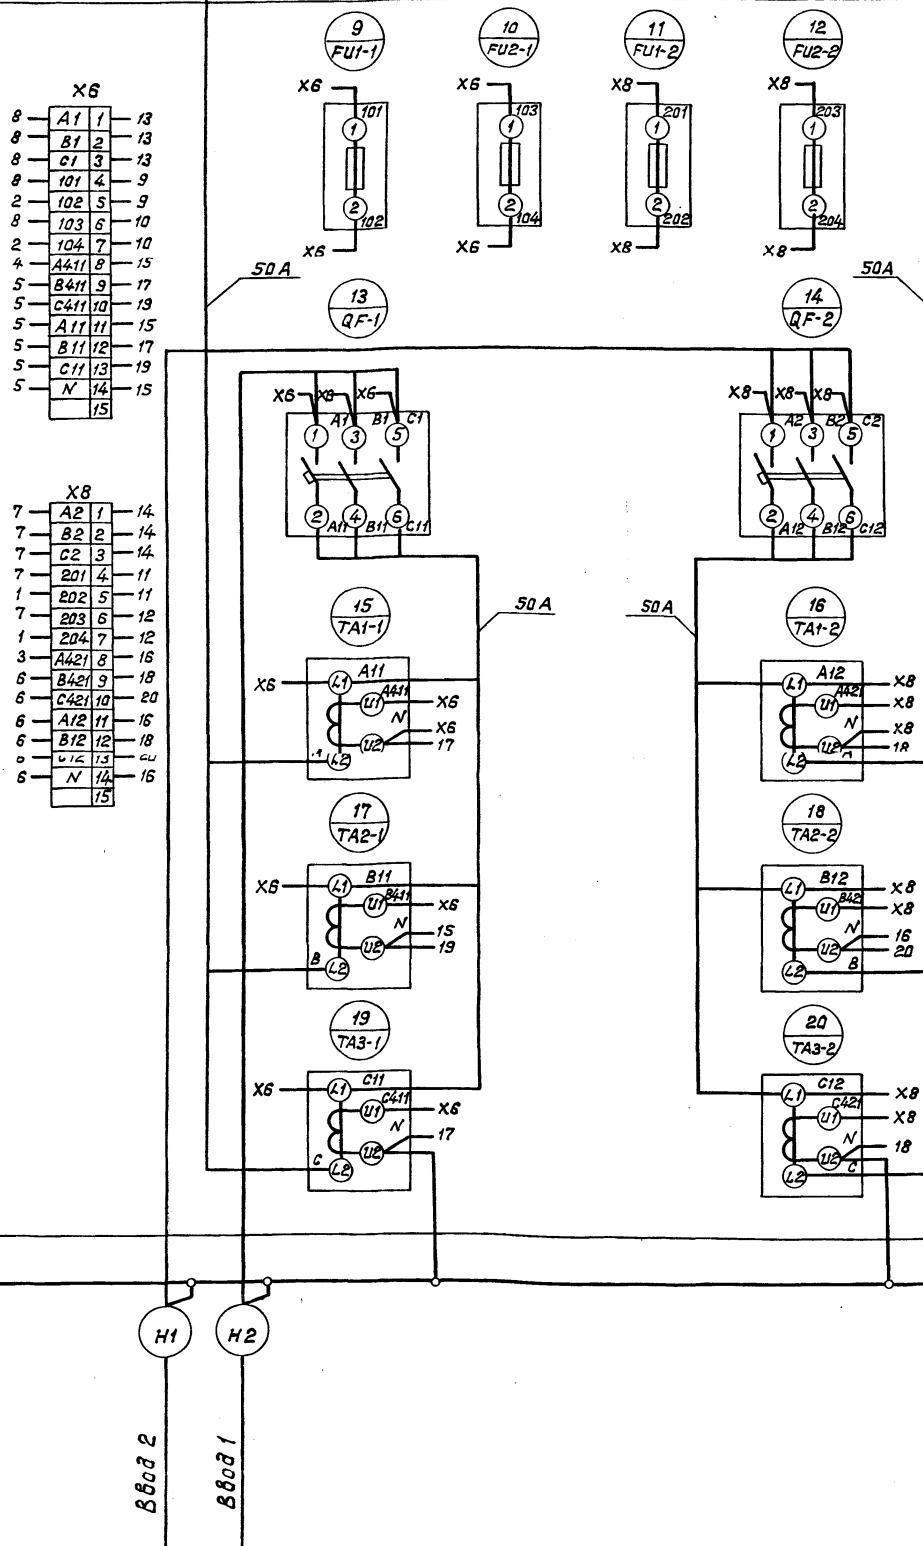 9
FU1-1
10
FU2-1
11
FU1-2
12
FU2-2
X6 X6 X8 X8
101 103 201 203
1 1 1 1
2 2 2 2
102 104 202 204
X6 X6 X8 X8
X6
8 A1 1 13
8 B1 2 13
8 C1 3 13
8 101 4 9
2 102 5 9
8 103 6 10
2 104 7 10
4 A411 8 15
5 B411 9 17
5 C411 10 19
5 A11 11 15
5 B11 12 17
5 C11 13 19
5 N 14 15
15
50A 50A
13
QF-1
14
QF-2
X6 X6 X8 X8 X8
A1 B1 C1 A2 B2 C2
1 3 5 1 3 5
2 4 6 2 4 6
A11 B11 C11 A12 B12 C12
X8
7 A2 1 14
7 B2 2 14
7 C2 3 14
7 201 4 11
1 202 5 11
7 203 6 12
1 204 7 12
3 A421 8 16
6 B421 9 18
6 C421 10 20
6 A12 11 16
6 B12 12 18
13
6 N 14 16
15
50A 50A
15
TA1-1
16
TA1-2
X6 L1 A11
U1 A411 X6
N X6
U2 17
L2
L1 A12 X8
U1 A421 X8
N X8
U2 18
L2
17
TA2-1
18
TA2-2
X6 L1 B11
U1 B411 X6
N 15
U2 19
B L2
L1 B12 X8
U1 B421 X8
N 16
U2 20
L2 B
19
TA3-1
20
TA3-2
X6 L1 C11
U1 C411 X6
N 17
U2
C L2
L1 C12 X8
U1 C421 X8
N 18
U2
L2 C
H1 H2
Ввод 2
Ввод 1